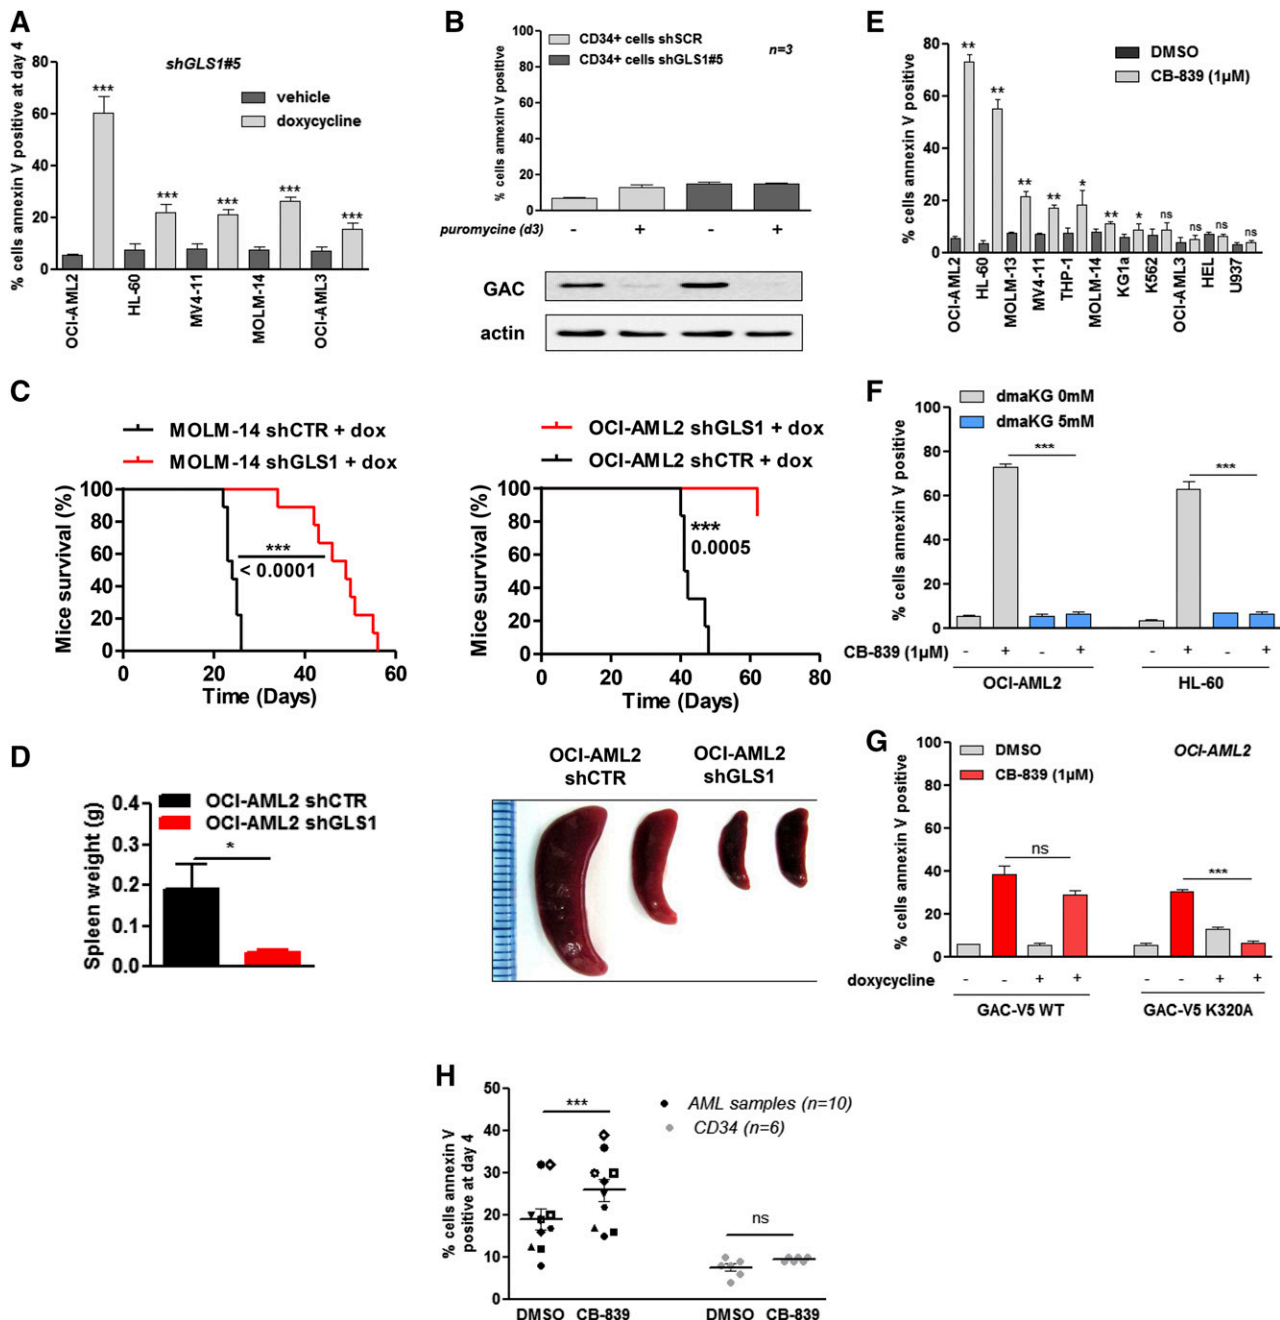 A
shGLS1#5
vehicle
doxycycline
% cells annexin V positive at day 4
80
60
40
20
0
*** *** *** *** ***
OCI-AML2
HL-60
MV4-11
MOLM-14
OCI-AML3
B
CD34+ cells shSCR
CD34+ cells shGLS1#5
n=3
% cells annexin V positive
100
80
60
40
20
0
puromycine (d3) - + - +
GAC
actin
E
DMSO
CB-839 (1µM)
% cells annexin V positive
80
60
40
20
0
** ** ** ** * ** * ns ns ns ns
OCI-AML2
HL-60
MOLM-13
MV4-11
THP-1
MOLM-14
KG1a
K562
OCI-AML3
HEL
U937
C
MOLM-14 shCTR + dox
MOLM-14 shGLS1 + dox
Mice survival (%)
100
80
60
40
20
0
***
< 0.0001
0 20 40 60
Time (Days)
OCI-AML2 shGLS1 + dox
OCI-AML2 shCTR + dox
Mice survival (%)
100
80
60
40
20
0
***
0.0005
0 20 40 60 80
Time (Days)
F
dmaKG 0mM
dmaKG 5mM
% cells annexin V positive
100
80
60
40
20
0
*** ***
CB-839 (1µM) - + - + - + - +
OCI-AML2 HL-60
D
OCI-AML2 shCTR
OCI-AML2 shGLS1
Spleen weight (g)
0.4
0.3
0.2
0.1
0.0
*
OCI-AML2
shCTR
OCI-AML2
shGLS1
G
DMSO
CB-839 (1µM)
OCI-AML2
% cells annexin V positive
100
80
60
40
20
0
ns ***
doxycycline - - + + - - + +
GAC-V5 WT GAC-V5 K320A
H
AML samples (n=10)
CD34 (n=6)
% cells annexin V
positive at day 4
50
40
30
20
10
0
*** ns
DMSO CB-839 DMSO CB-839